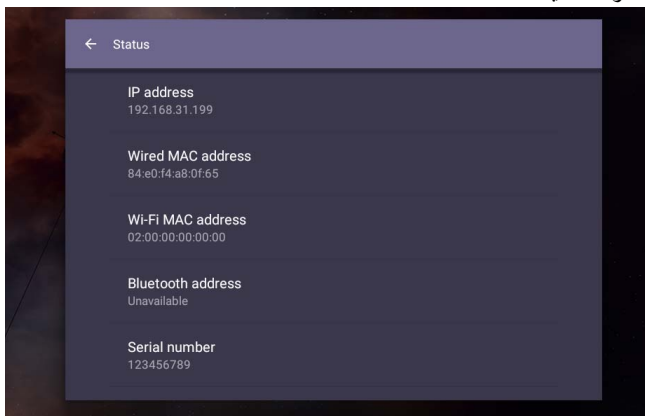 Status
IP address
192.168.31.199
Wired MAC address
84:e0:f4:a8:0f:65
Wi-Fi MAC address
02:00:00:00:00:00
Bluetooth address
Unavailable
Serial number
123456789